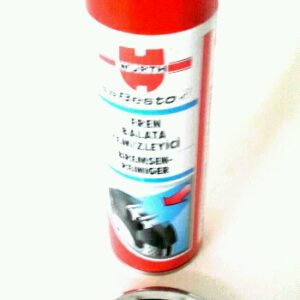 WÜRTH
FREN
BALATA
TEMİZLEYİCİ
BREMSEN-
REINIGER